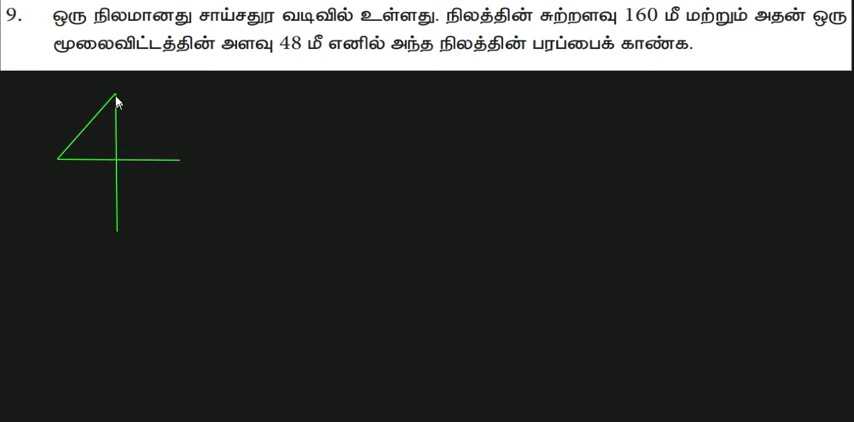 9. ஒரு நிலமானது சாய்சதுர வடிவில் உள்ளது. நிலத்தின் சுற்றளவு 160 மீ மற்றும் அதன் ஒரு
மூலைவிட்டத்தின் அளவு 48 மீ எனில் அந்த நிலத்தின் பரப்பைக் காண்க.